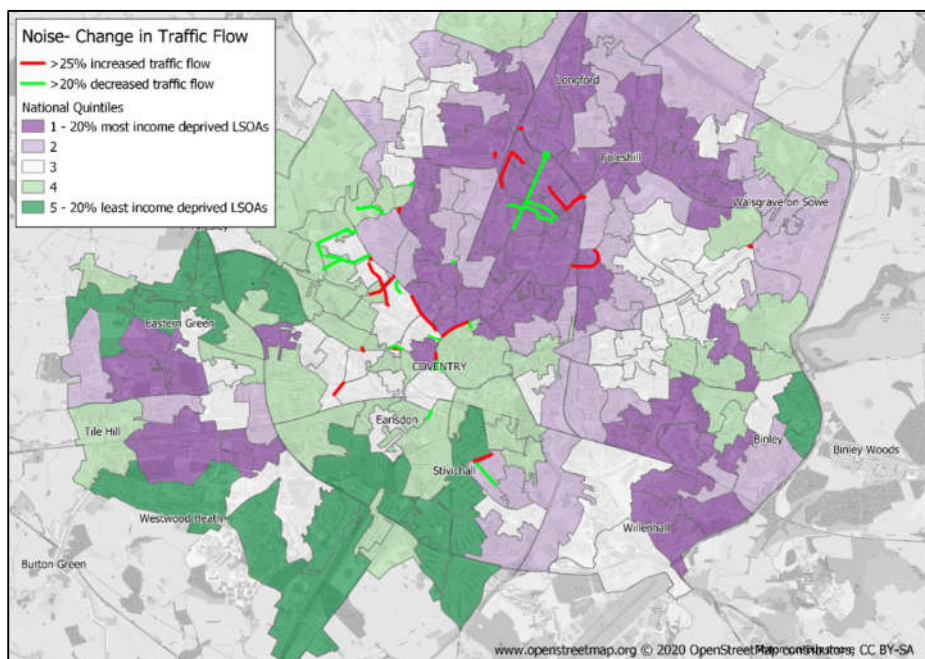 Noise- Change in Traffic Flow
>25% increased traffic flow
>20% decreased traffic flow
National Quintiles
1 - 20% most income deprived LSOAs
2
3
4
5 - 20% least income deprived LSOAs
Longford
Foleshill
Walsgrave on Sowe
Eastern Green
COVENTRY
Earlsdon
Tile Hill
Binley
Binley Woods
Stivichall
Westwood Heath
Willenhall
Burton Green
www.openstreetmap.org © 2020 OpenStreetMap contributors, CC BY-SA